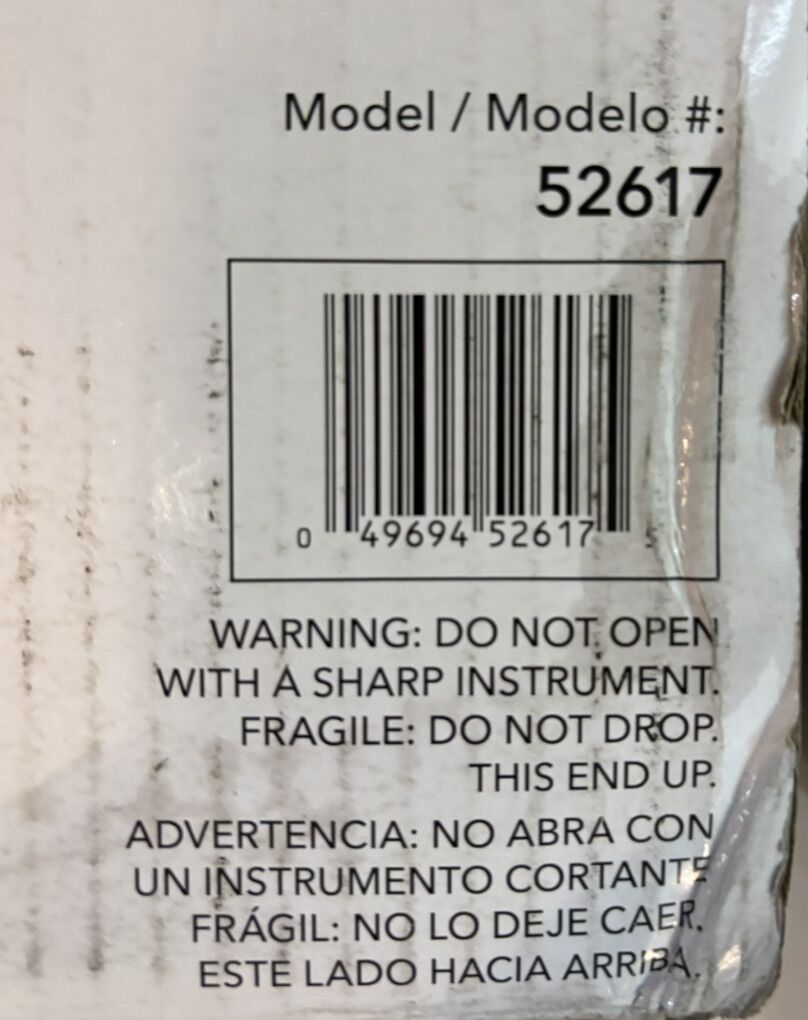 Model / Modelo #:
52617
0 49694 52617 5
WARNING: DO NOT OPEN
WITH A SHARP INSTRUMENT.
FRAGILE: DO NOT DROP.
THIS END UP.
ADVERTENCIA: NO ABRA CON
UN INSTRUMENTO CORTANTE
FRÁGIL: NO LO DEJE CAER.
ESTE LADO HACIA ARRIBA.